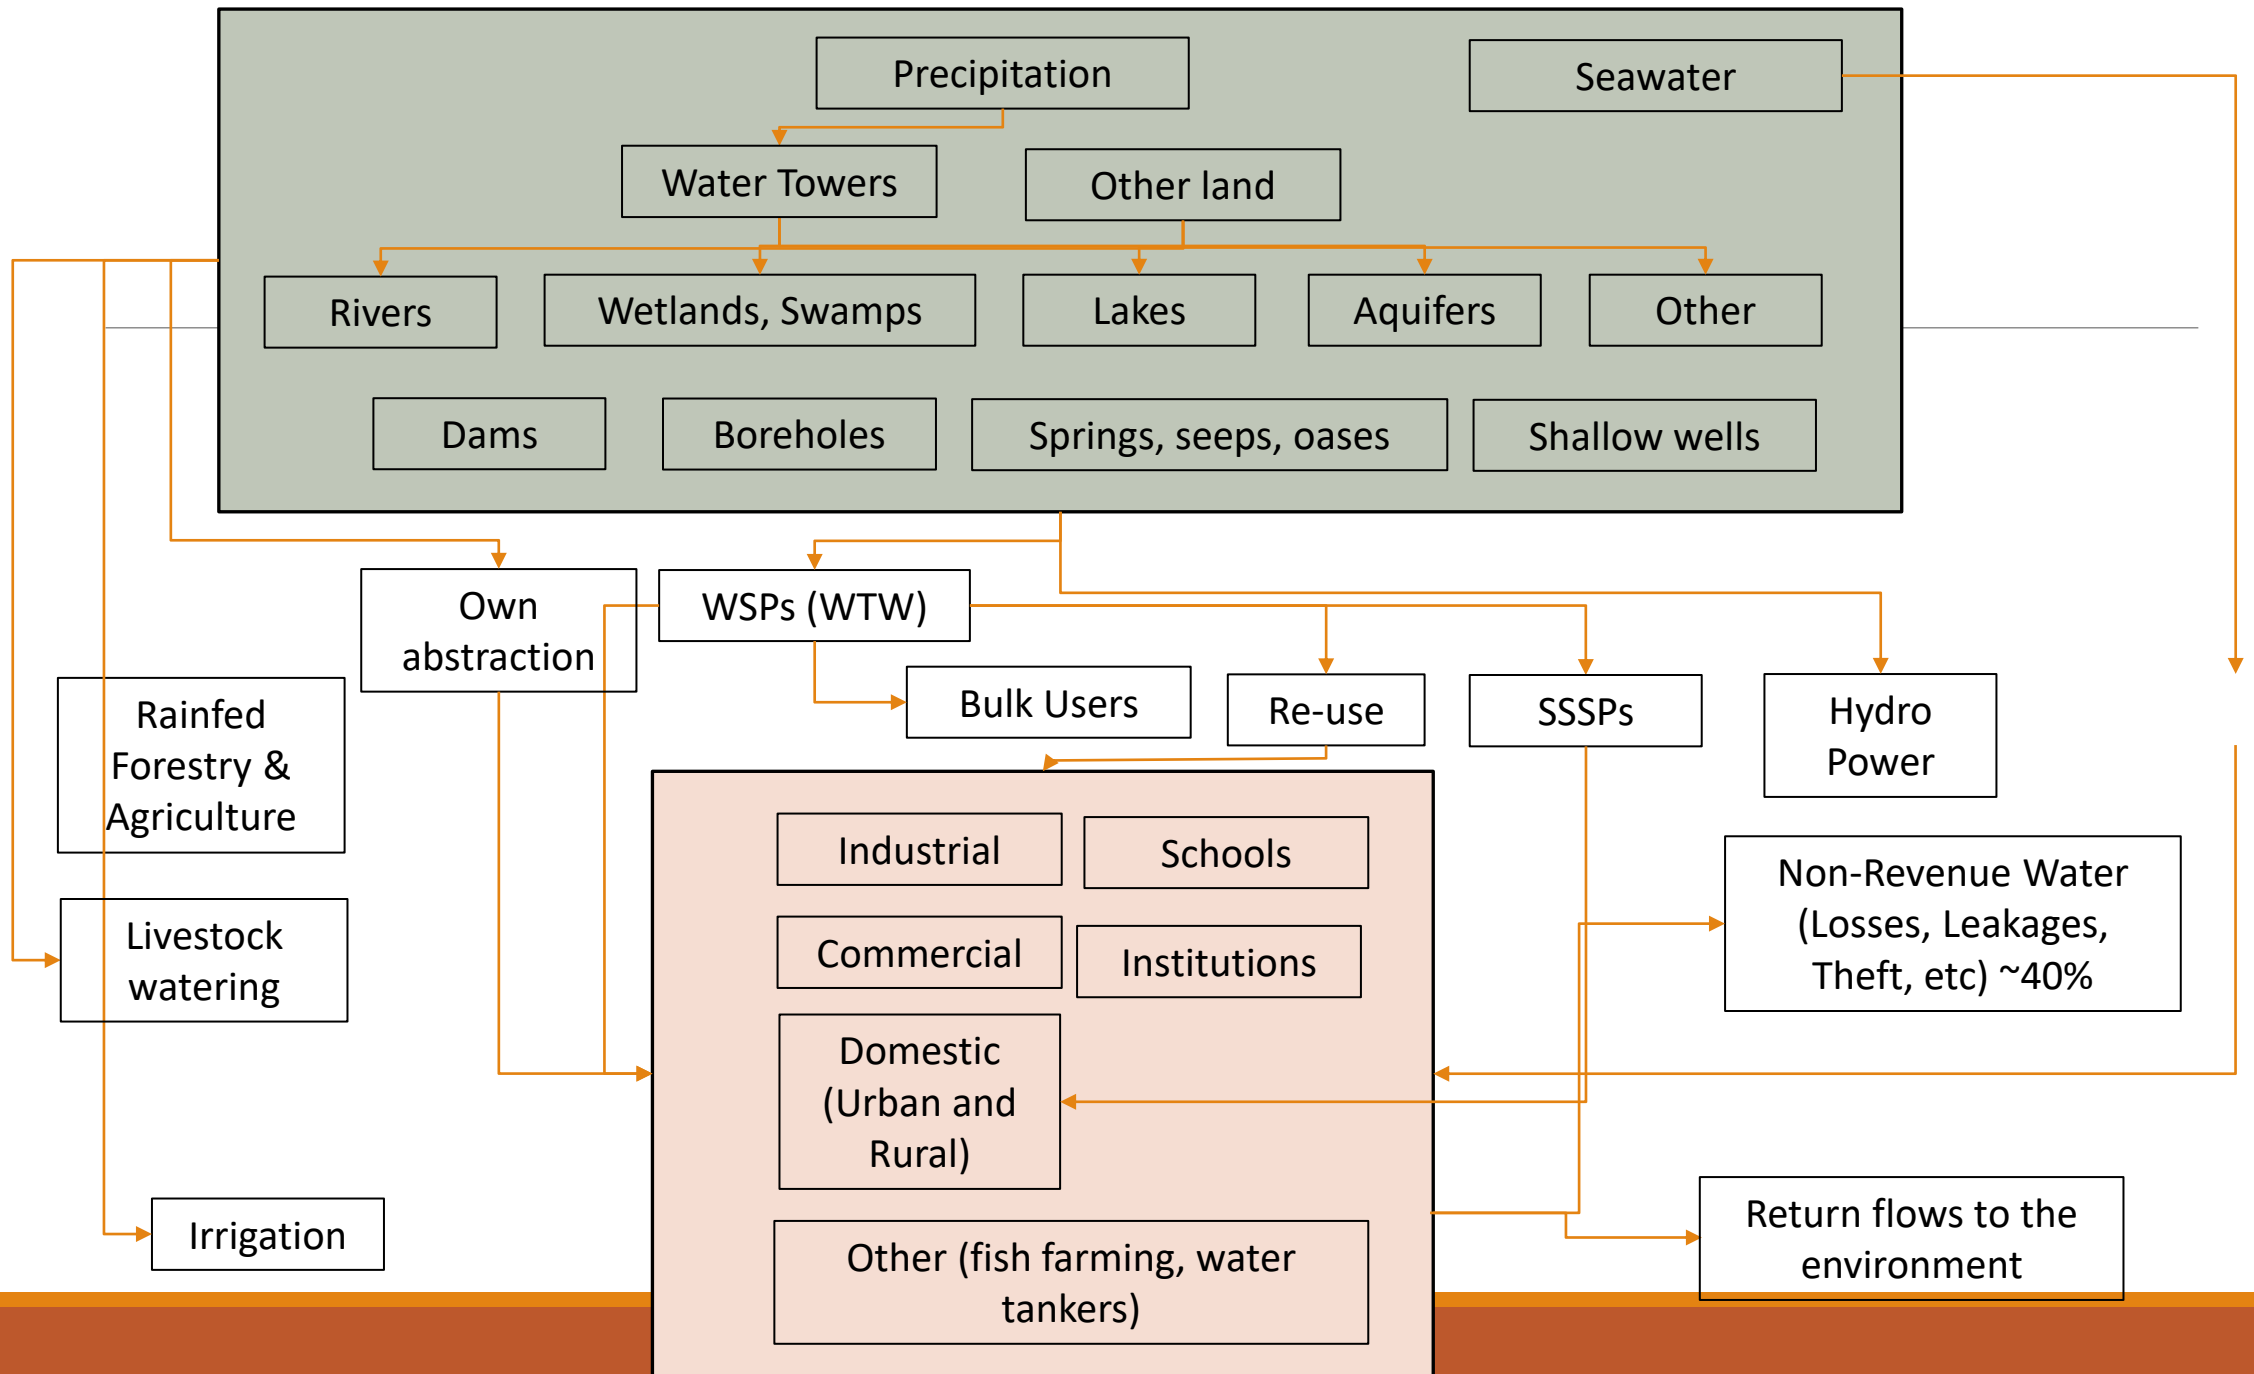 Precipitation
Seawater
Water Towers
Other land
Rivers
Wetlands, Swamps
Lakes
Aquifers
Other
Dams
Boreholes
Springs, seeps, oases
Shallow wells
Own
abstraction
WSPs (WTW)
Bulk Users
Re-use
SSSPs
Hydro
Power
Rainfed
Forestry &
Agriculture
Livestock
watering
Irrigation
Industrial
Schools
Commercial
Institutions
Domestic
(Urban and
Rural)
Other (fish farming, water
tankers)
Non-Revenue Water
(Losses, Leakages,
Theft, etc) ~40%
Return flows to the
environment